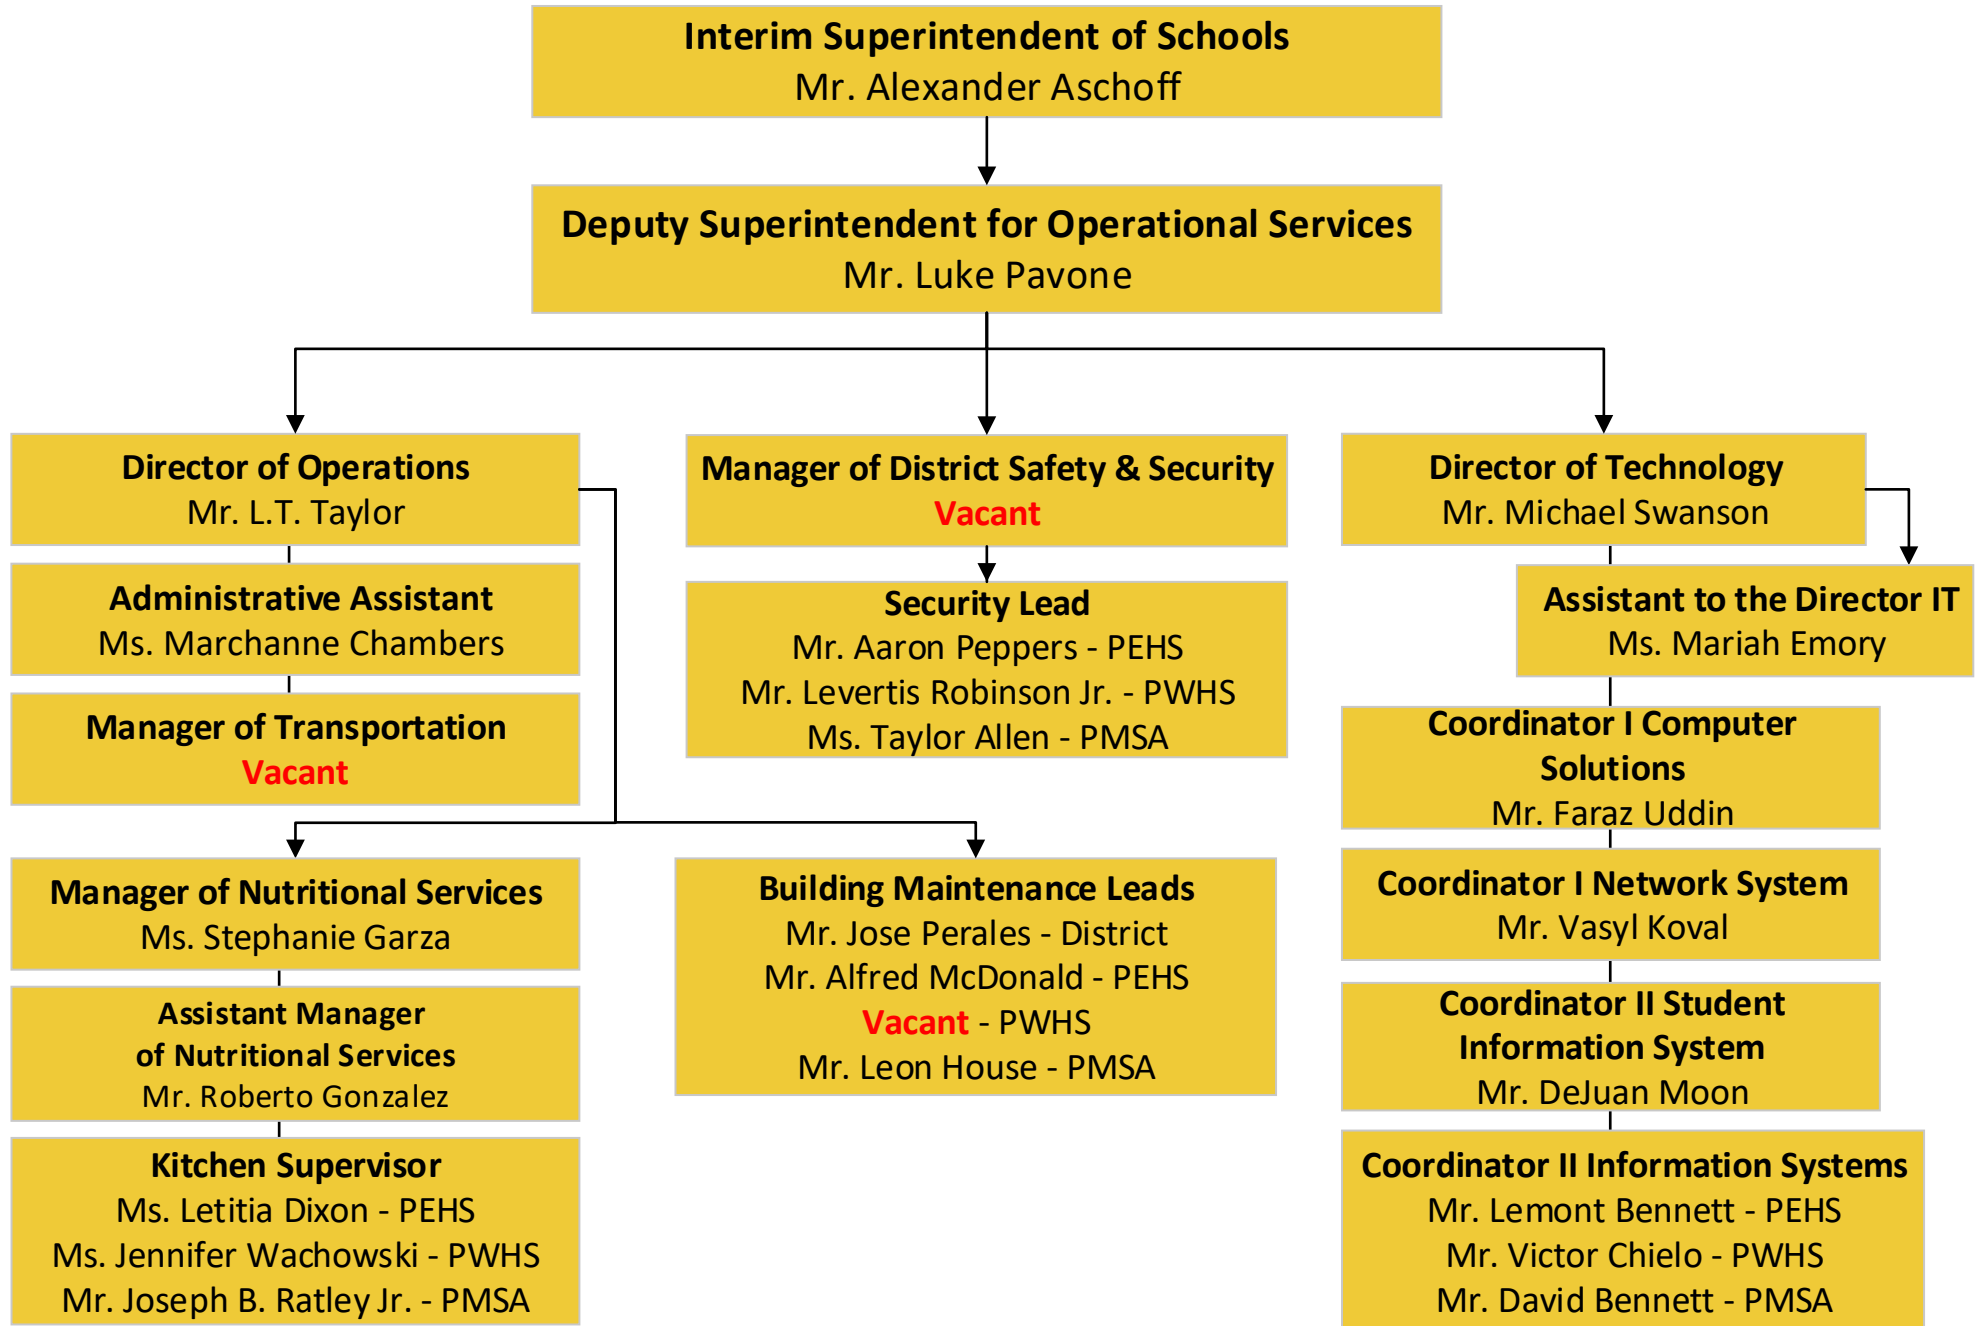 Interim Superintendent of Schools
Mr. Alexander Aschoff
Deputy Superintendent for Operational Services
Mr. Luke Pavone
Director of Operations
Mr. L.T. Taylor
Administrative Assistant
Ms. Marchanne Chambers
Manager of Transportation
Vacant
Manager of District Safety & Security
Vacant
Security Lead
Mr. Aaron Peppers - PEHS
Mr. Levertis Robinson Jr. - PWHS
Ms. Taylor Allen - PMSA
Director of Technology
Mr. Michael Swanson
Assistant to the Director IT
Ms. Mariah Emory
Coordinator I Computer
Solutions
Mr. Faraz Uddin
Coordinator I Network System
Mr. Vasyl Koval
Coordinator II Student
Information System
Mr. DeJuan Moon
Coordinator II Information Systems
Mr. Lemont Bennett - PEHS
Mr. Victor Chielo - PWHS
Mr. David Bennett - PMSA
Manager of Nutritional Services
Ms. Stephanie Garza
Assistant Manager
of Nutritional Services
Mr. Roberto Gonzalez
Kitchen Supervisor
Ms. Letitia Dixon - PEHS
Ms. Jennifer Wachowski - PWHS
Mr. Joseph B. Ratley Jr. - PMSA
Building Maintenance Leads
Mr. Jose Perales - District
Mr. Alfred McDonald - PEHS
Vacant - PWHS
Mr. Leon House - PMSA